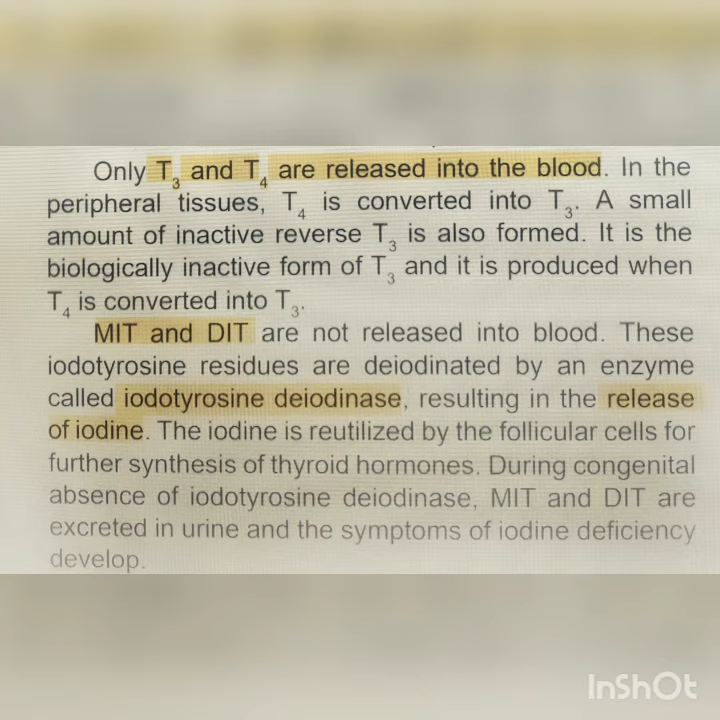 Only T₃ and T₄ are released into the blood. In the
peripheral tissues, T₄ is converted into T₃. A small
amount of inactive reverse T₃ is also formed. It is the
biologically inactive form of T₃ and it is produced when
T₄ is converted into T₃.
MIT and DIT are not released into blood. These
iodotyrosine residues are deiodinated by an enzyme
called iodotyrosine deiodinase, resulting in the release
of iodine. The iodine is reutilized by the follicular cells for
further synthesis of thyroid hormones. During congenital
absence of iodotyrosine deiodinase, MIT and DIT are
excreted in urine and the symptoms of iodine deficiency
develop.
InShOt